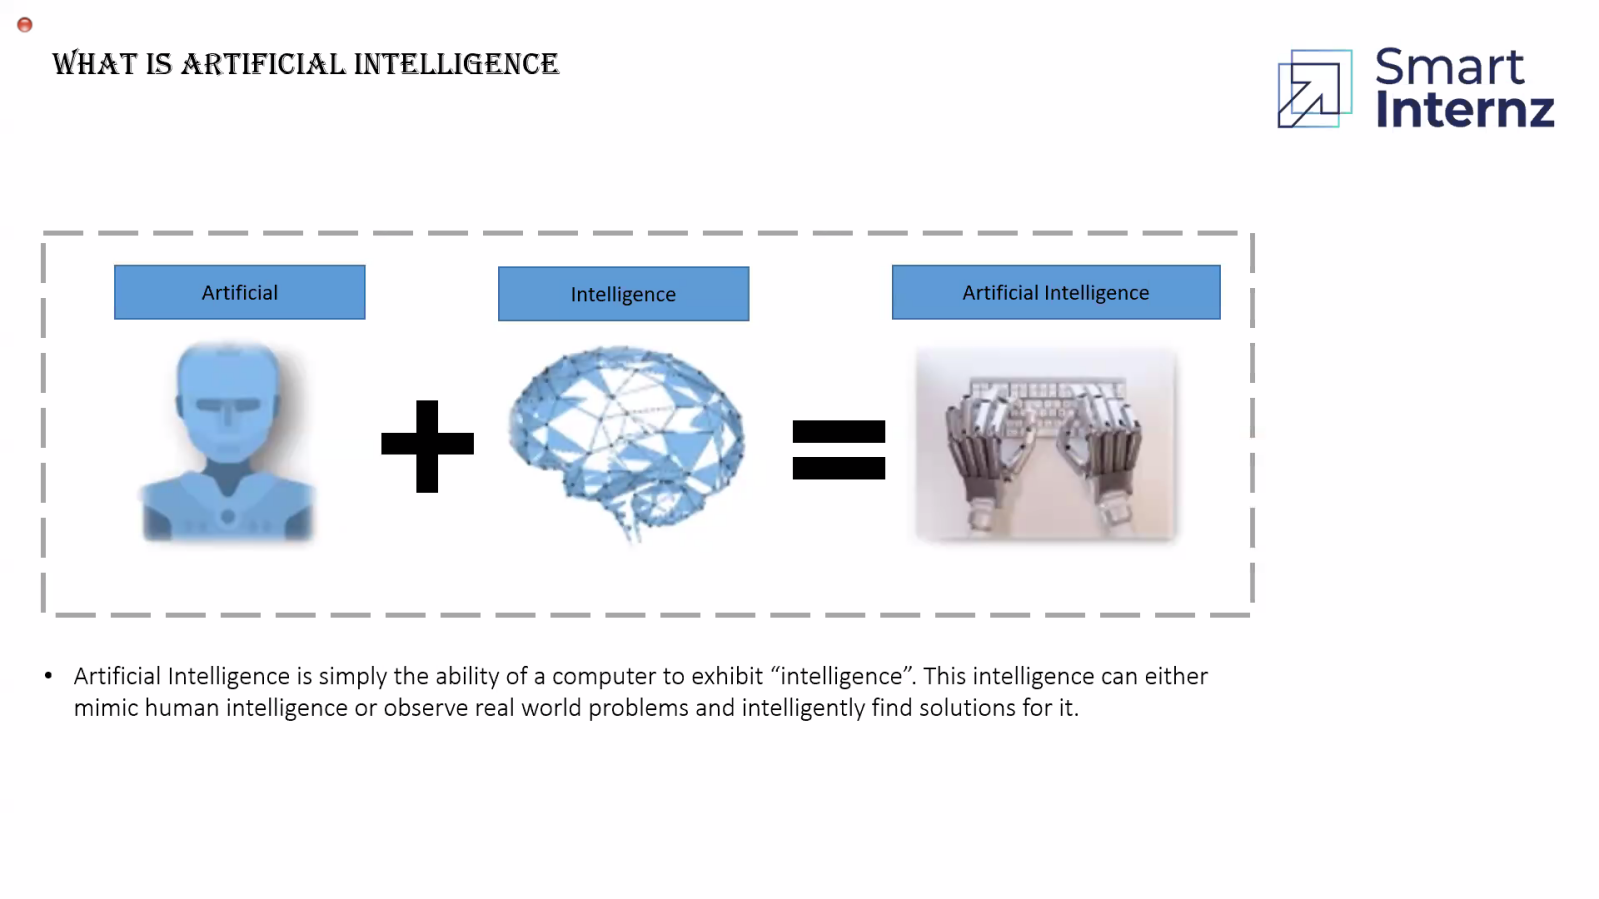 WHAT IS ARTIFICIAL INTELLIGENCE
Smart
Internz
Artificial
Intelligence
Artificial Intelligence
• Artificial Intelligence is simply the ability of a computer to exhibit “intelligence”. This intelligence can either
mimic human intelligence or observe real world problems and intelligently find solutions for it.